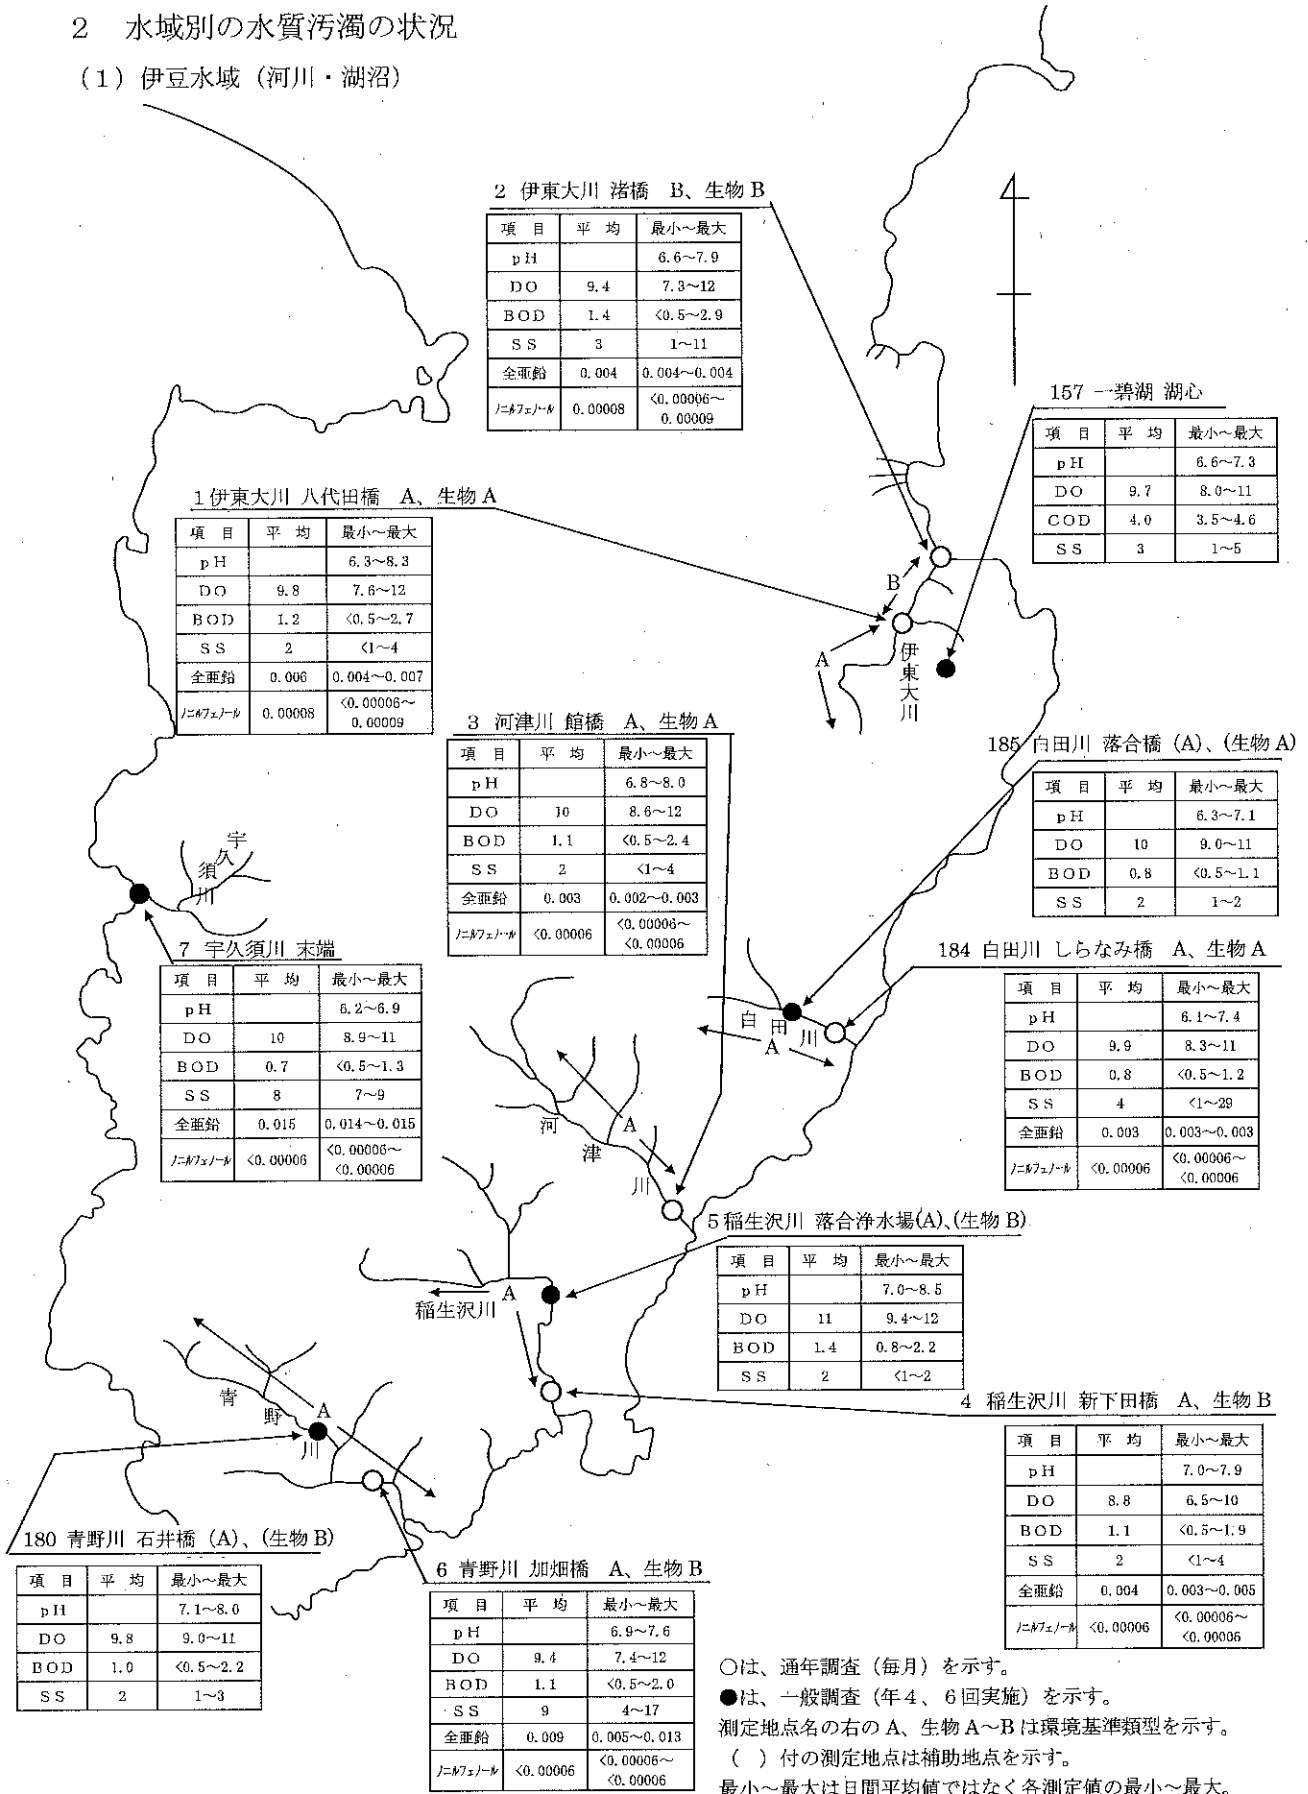 2 水域別の水質汚濁の状況
(1)伊豆水域(河川・湖沼)
2 伊東大川 渚橋 B、生物B
項 目 平 均 最小～最大
pH 6.6～7.9
DO 9.4 7.3～12
BOD 1.4 <0.5～2.9
SS 3 1～11
全亜鉛 0.004 0.004～0.004
ノニルフェノール 0.00008 <0.00006～
0.00009
157 一碧湖 湖心
項 目 平 均 最小～最大
pH 6.6～7.3
DO 9.7 8.0～11
COD 4.0 3.5～4.6
SS 3 1～5
1伊東大川 八代田橋 A、生物A
項 目 平 均 最小～最大
pH 6.3～8.3
DO 9.8 7.6～12
BOD 1.2 <0.5～2.7
SS 2 <1～4
全亜鉛 0.006 0.004～0.007
ノニルフェノール 0.00008 <0.00006～
0.00009
B
A
伊東大川
3 河津川 館橋 A、生物A
項 目 平 均 最小～最大
pH 6.8～8.0
DO 10 8.6～12
BOD 1.1 <0.5～2.4
SS 2 <1～4
全亜鉛 0.003 0.002～0.003
ノニルフェノール <0.00006 <0.00006～
<0.00006
185 白田川 落合橋 (A)、(生物A)
項 目 平 均 最小～最大
pH 6.3～7.1
DO 10 9.0～11
BOD 0.8 <0.5～1.1
SS 2 1～2
宇久須川
7 宇久須川 末端
項 目 平 均 最小～最大
pH 6.2～6.9
DO 10 8.9～11
BOD 0.7 <0.5～1.3
SS 8 7～9
全亜鉛 0.015 0.014～0.015
ノニルフェノール <0.00006 <0.00006～
<0.00006
184 白田川 しらなみ橋 A、生物A
項 目 平 均 最小～最大
pH 6.1～7.4
DO 9.9 8.3～11
BOD 0.8 <0.5～1.2
SS 4 <1～29
全亜鉛 0.003 0.003～0.003
ノニルフェノール <0.00006 <0.00006～
<0.00006
白田川
A
河津川
A
5稲生沢川 落合浄水場(A)、(生物B)
項 目 平 均 最小～最大
pH 7.0～8.5
DO 11 9.4～12
BOD 1.4 0.8～2.2
SS 2 <1～2
稲生沢川
A
4 稲生沢川 新下田橋 A、生物B
項 目 平 均 最小～最大
pH 7.0～7.9
DO 8.8 6.5～10
BOD 1.1 <0.5～1.9
SS 2 <1～4
全亜鉛 0.004 0.003～0.005
ノニルフェノール <0.00006 <0.00006～
<0.00006
青野川
A
180 青野川 石井橋 (A)、(生物B)
項 目 平 均 最小～最大
pH 7.1～8.0
DO 9.8 9.0～11
BOD 1.0 <0.5～2.2
SS 2 1～3
6 青野川 加畑橋 A、生物B
項 目 平 均 最小～最大
pH 6.9～7.6
DO 9.4 7.4～12
BOD 1.1 <0.5～2.0
SS 9 4～17
全亜鉛 0.009 0.005～0.013
ノニルフェノール <0.00006 <0.00006～
<0.00006
○は、通年調査(毎月)を示す。
●は、一般調査(年4、6回実施)を示す。
測定地点名の右のA、生物A～Bは環境基準類型を示す。
( )付の測定地点は補助地点を示す。
最小～最大は日間平均値ではなく各測定値の最小～最大。